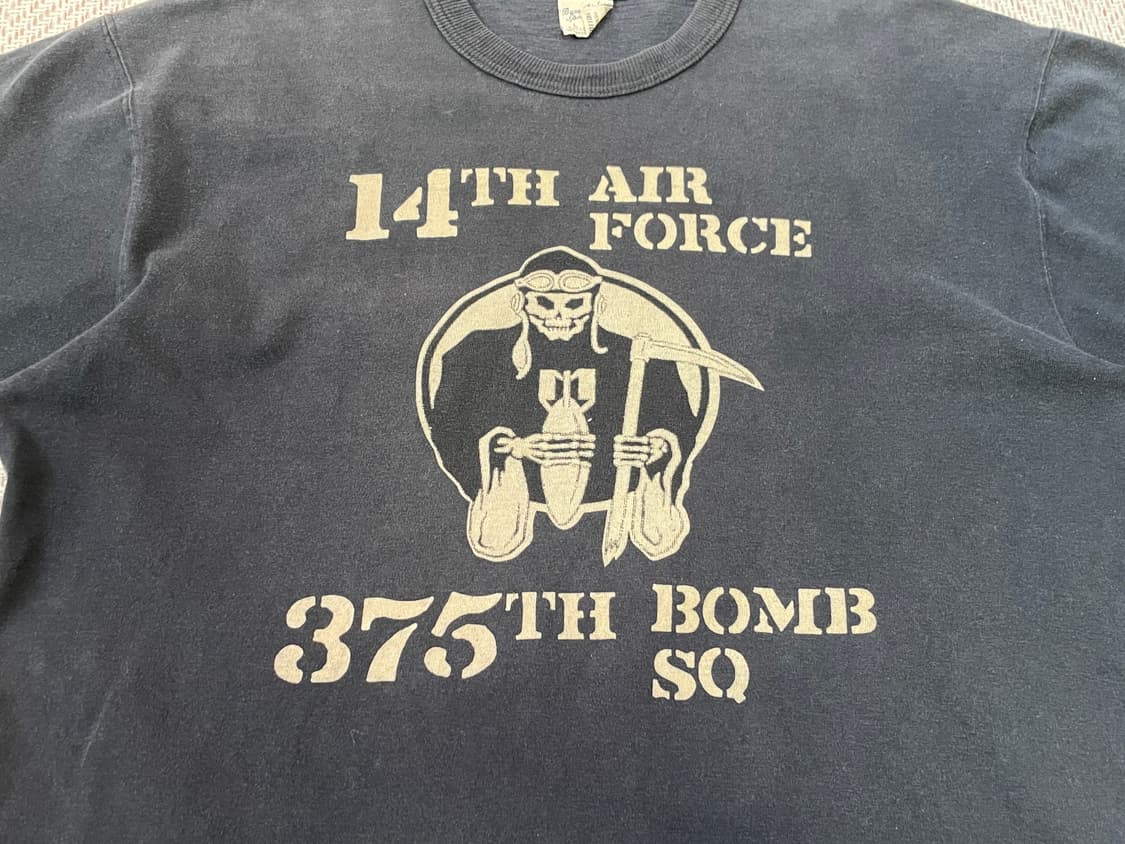 14TH AIR
FORCE
375TH BOMB
SQ